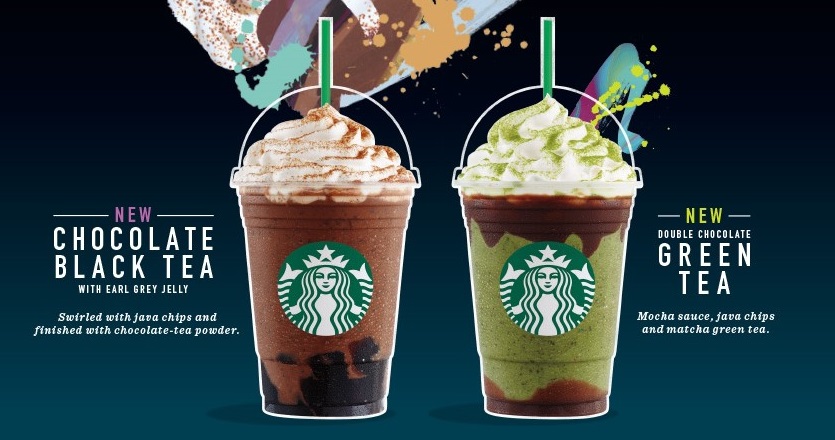 NEW
CHOCOLATE
BLACK TEA
WITH EARL GREY JELLY
Swirled with java chips and
finished with chocolate-tea powder.
NEW
DOUBLE CHOCOLATE
GREEN
TEA
Mocha sauce, java chips
and matcha green tea.